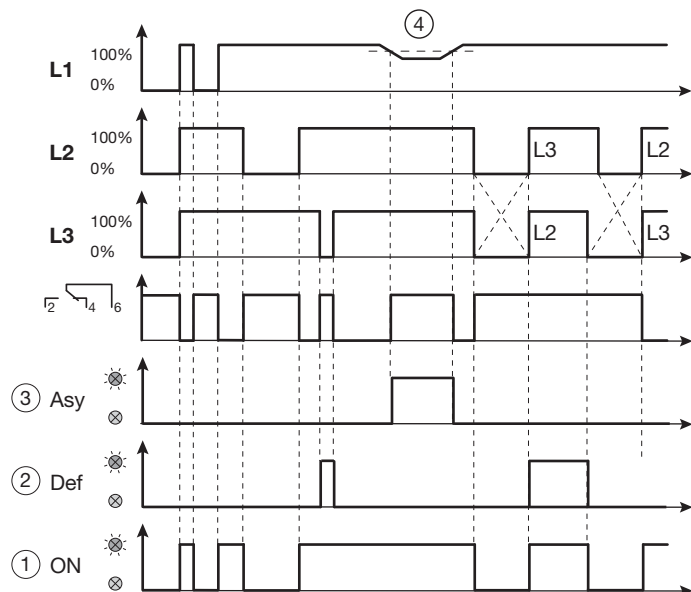 ④
L1 100%
0%
L2 100%
0%
L3 L2
L3 100%
0%
L2 L3
2 4 6
③ Asy
② Def
① ON